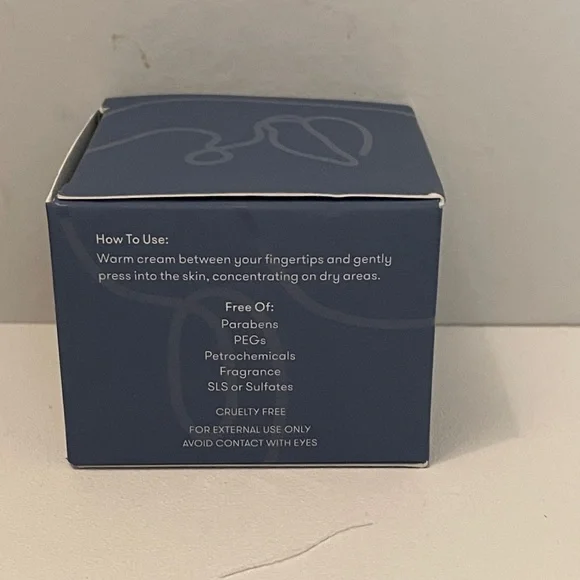 How To Use:
Warm cream between your fingertips and gently
press into the skin, concentrating on dry areas.
Free Of:
Parabens
PEGs
Petrochemicals
Fragrance
SLS or Sulfates
CRUELTY FREE
FOR EXTERNAL USE ONLY
AVOID CONTACT WITH EYES